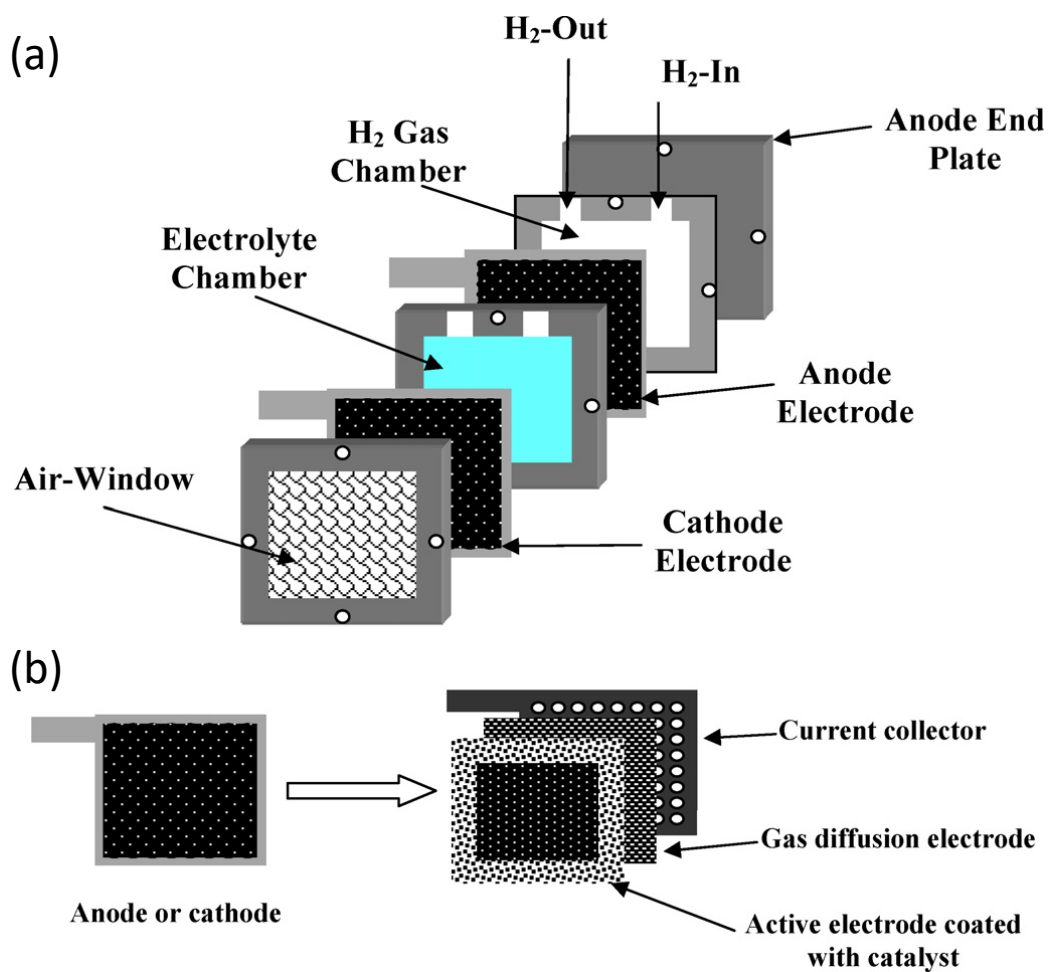 (a)
H₂-Out
H₂-In
Anode End
Plate
H₂ Gas
Chamber
Electrolyte
Chamber
Anode
Electrode
Air-Window
Cathode
Electrode
(b)
Current collector
Gas diffusion electrode
Anode or cathode
Active electrode coated
with catalyst